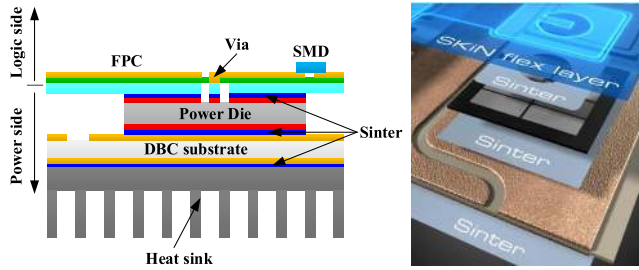 Logic side
Power side
FPC
Via
SMD
Power Die
Sinter
DBC substrate
Heat sink
SKiN flex layer
Sinter
Sinter
Sinter